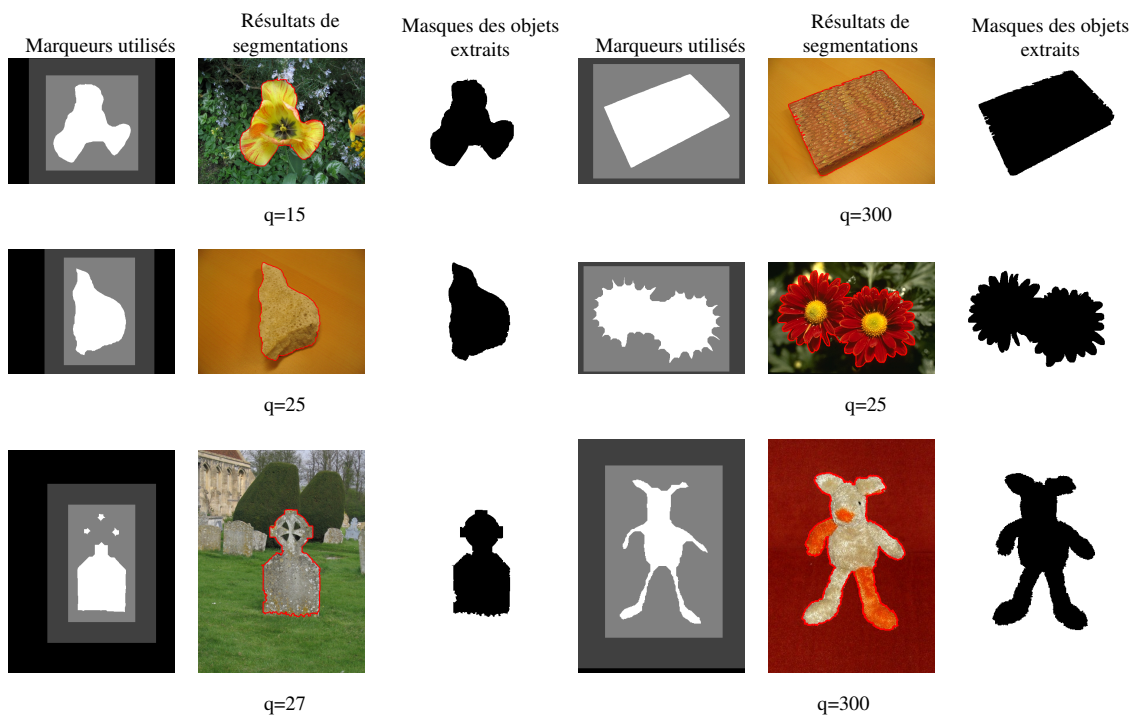 Marqueurs utilisés
Résultats de
segmentations
Masques des objets
extraits
Marqueurs utilisés
Résultats de
segmentations
Masques des objets
extraits
q=15
q=300
q=25
q=25
q=27
q=300